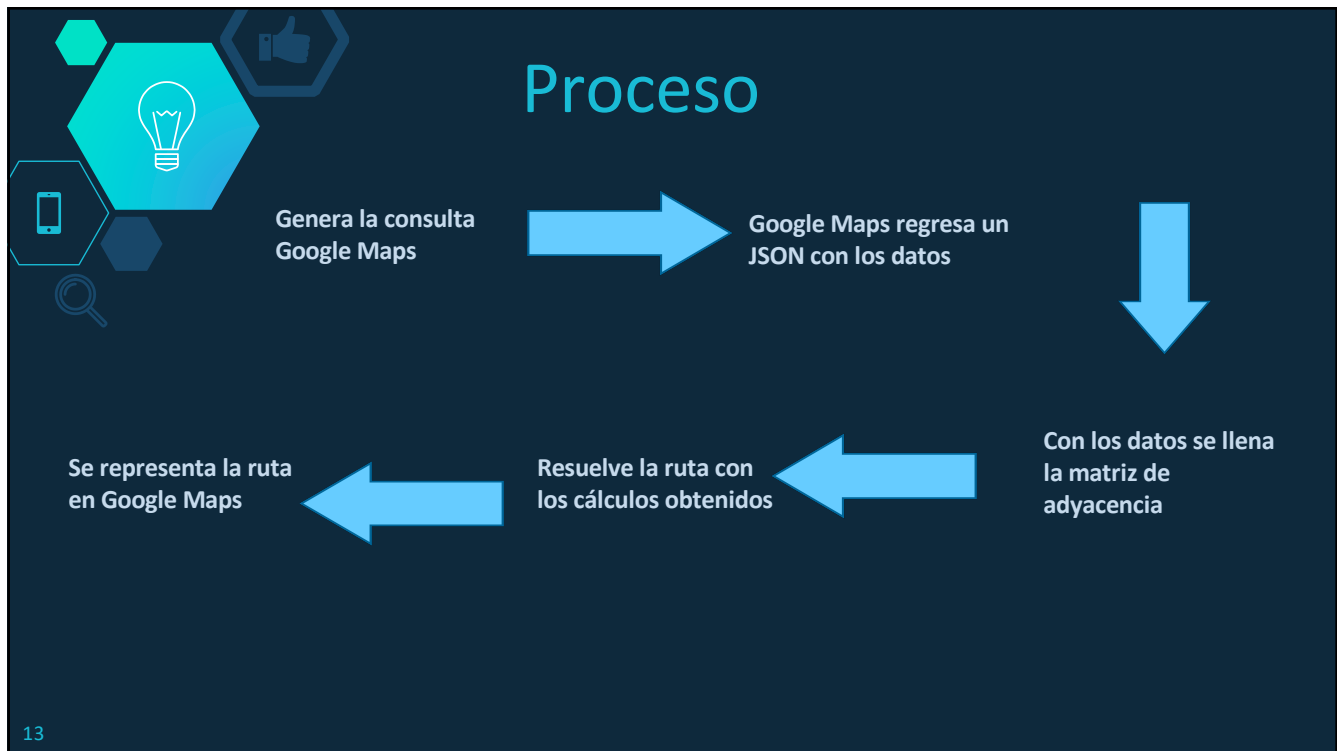 Proceso
Genera la consulta
Google Maps
Google Maps regresa un
JSON con los datos
Con los datos se llena
la matriz de
adyacencia
Resuelve la ruta con
los cálculos obtenidos
Se representa la ruta
en Google Maps
13